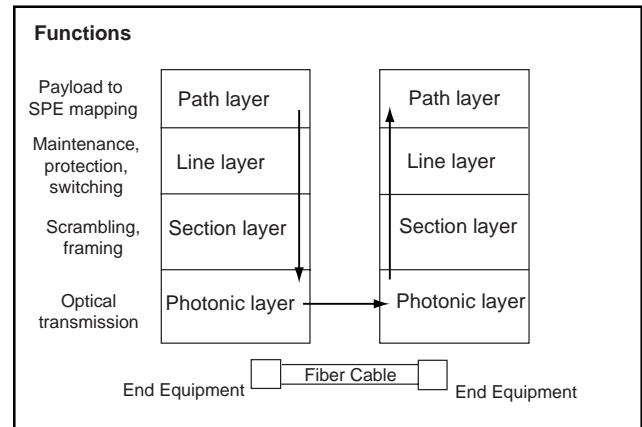 Functions
Payload to
SPE mapping
Path layer
Path layer
Maintenance,
protection,
switching
Line layer
Line layer
Scrambling,
framing
Section layer
Section layer
Optical
transmission
Photonic layer
Photonic layer
Fiber Cable
End Equipment
End Equipment